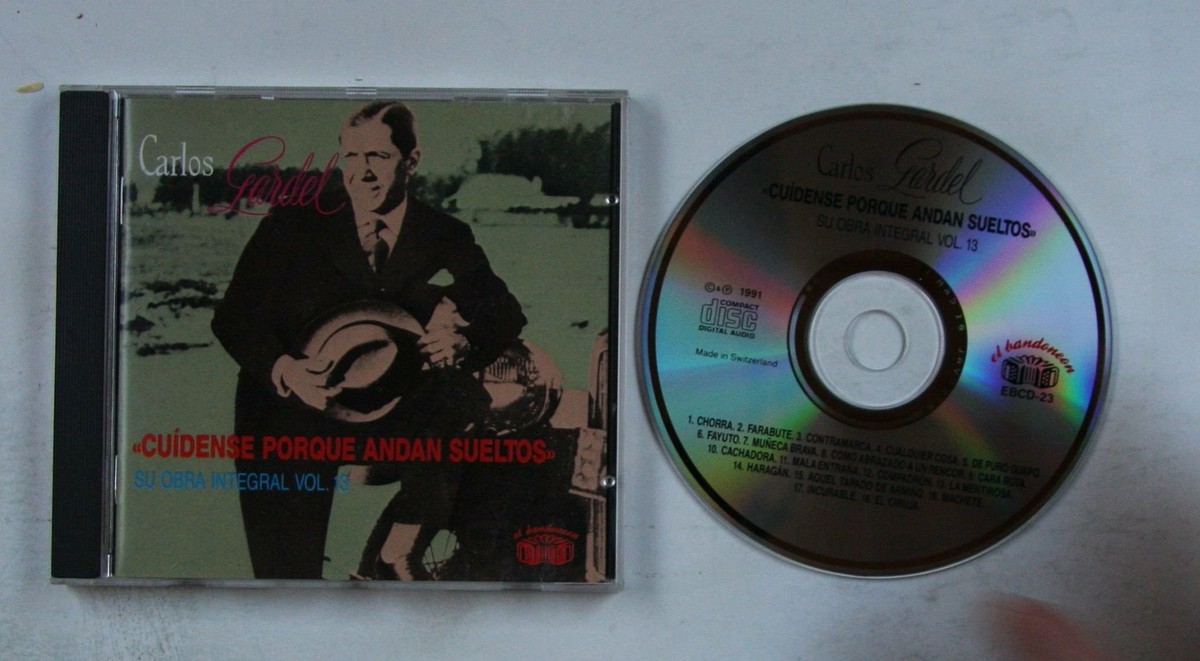 Carlos Gardel
«CUÍDENSE PORQUE ANDAN SUELTOS»
SU OBRA INTEGRAL VOL. 13
el bandoneon
Carlos Gardel
«CUÍDENSE PORQUE ANDAN SUELTOS»
SU OBRA INTEGRAL VOL. 13
©&℗ 1991
COMPACT
disc
DIGITAL AUDIO
Made in Switzerland
el bandoneon
EBCD-23
1. CHORRA. 2. FARABUTE. 3. CONTRAMARCA. 4. CUALQUIER COSA. 5. DE PURO GUAPO.
6. FAYUTO. 7. MUÑECA BRAVA. 8. COMO ABRAZADO A UN RENCOR. 9. CARA ROTA.
10. CACHADORA. 11. MALA ENTRAÑA. 12. COMPADRÓN. 13. LA MENTIROSA.
14. HARAGÁN. 15. AQUEL TAPADO DE ARMIÑO. 16. MACHETE.
17. INCURABLE. 18. EL CIRUJA.